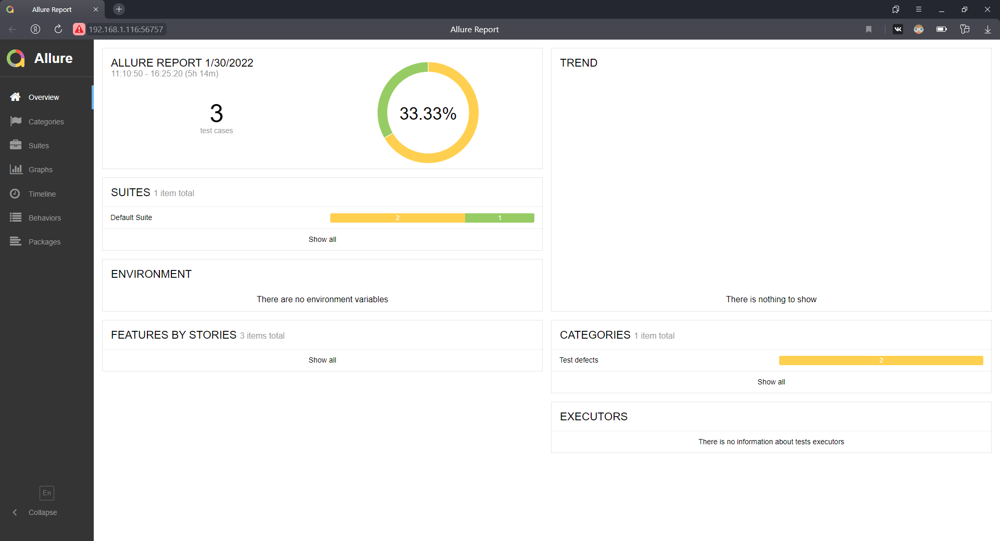 Allure Report
192.168.1.116:56757
Allure Report
Allure
Overview
Categories
Suites
Graphs
Timeline
Behaviors
Packages
En
Collapse
ALLURE REPORT 1/30/2022
11:10:50 - 16:25:20 (5h 14m)
3
test cases
33.33%
SUITES 1 item total
Default Suite 2 1
Show all
ENVIRONMENT
There are no environment variables
FEATURES BY STORIES 3 items total
Show all
TREND
There is nothing to show
CATEGORIES 1 item total
Test defects 2
Show all
EXECUTORS
There is no information about tests executors